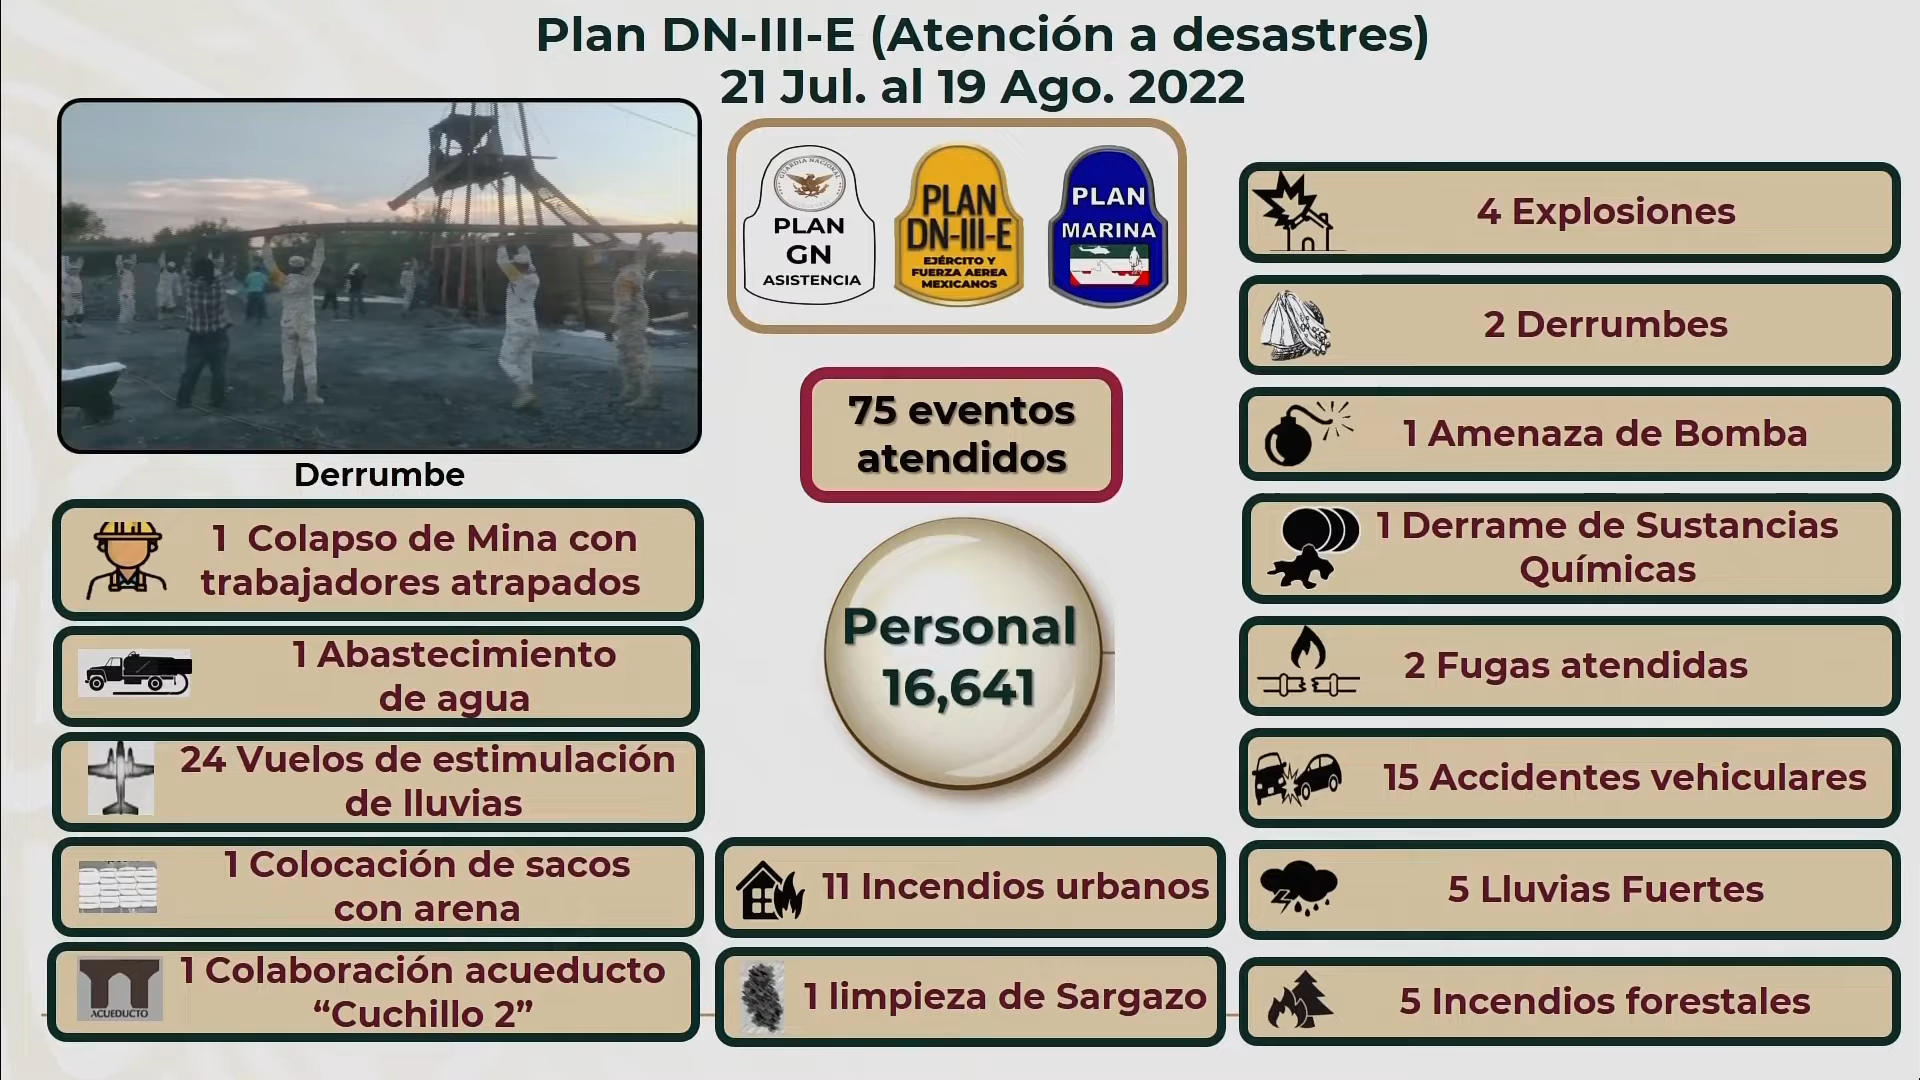 Plan DN-III-E (Atención a desastres)
21 Jul. al 19 Ago. 2022
Derrumbe
1 Colapso de Mina con
trabajadores atrapados
1 Abastecimiento
de agua
24 Vuelos de estimulación
de lluvias
1 Colocación de sacos
con arena
ACUEDUCTO
1 Colaboración acueducto
“Cuchillo 2”
GUARDIA NACIONAL
PLAN
GN
ASISTENCIA
PLAN
DN-III-E
EJÉRCITO Y
FUERZA AEREA
MEXICANOS
PLAN
MARINA
75 eventos
atendidos
Personal
16,641
11 Incendios urbanos
1 limpieza de Sargazo
4 Explosiones
2 Derrumbes
1 Amenaza de Bomba
1 Derrame de Sustancias
Químicas
2 Fugas atendidas
15 Accidentes vehiculares
5 Lluvias Fuertes
5 Incendios forestales